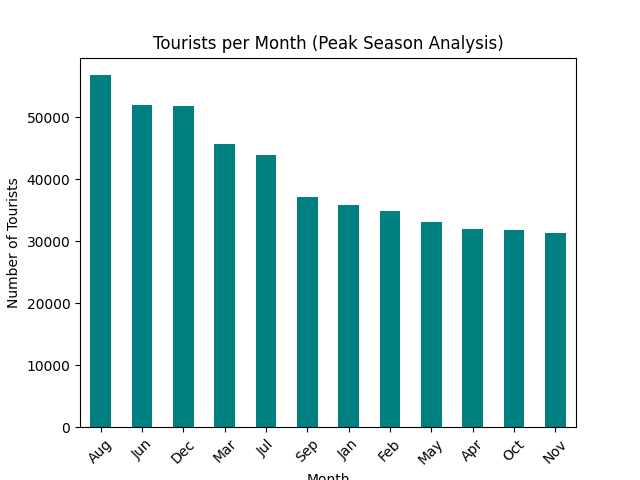 Tourists per Month (Peak Season Analysis)
Number of Tourists
50000
40000
30000
20000
10000
0
Aug Jun Dec Mar Jul Sep Jan Feb May Apr Oct Nov
Month